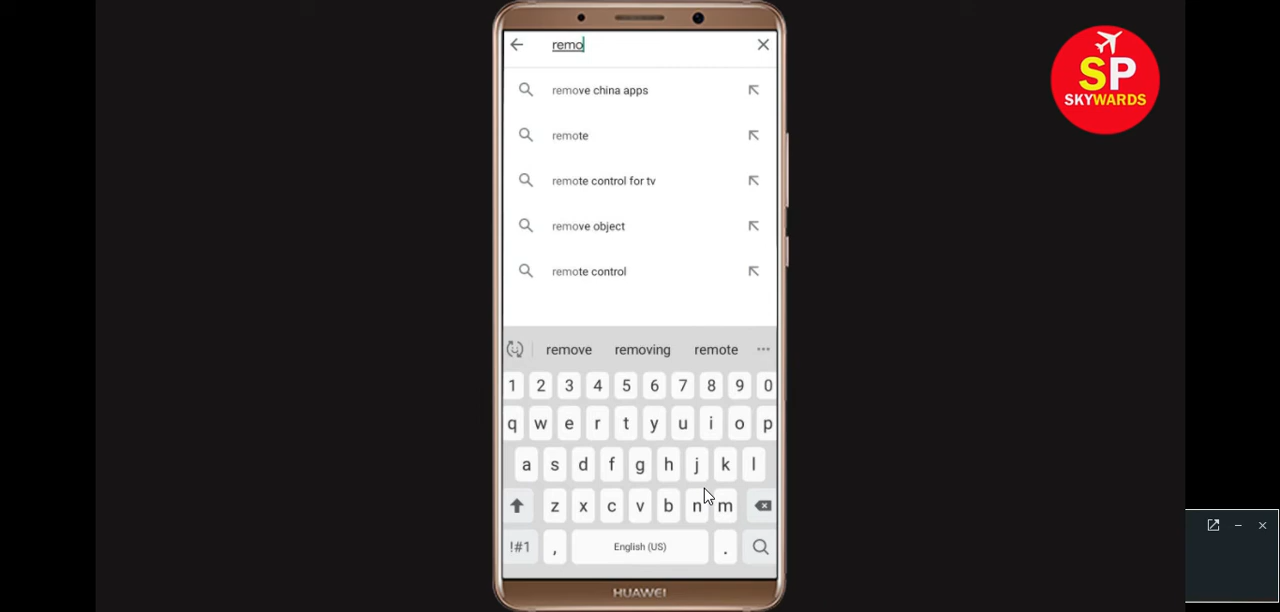 remo
remove china apps
remote
remote control for tv
remove object
remote control
remove removing remote
1 2 3 4 5 6 7 8 9 0
q w e r t y u i o p
a s d f g h j k l
z x c v b n m
!#1 , English (US) .
HUAWEI
SP
SKYWARDS